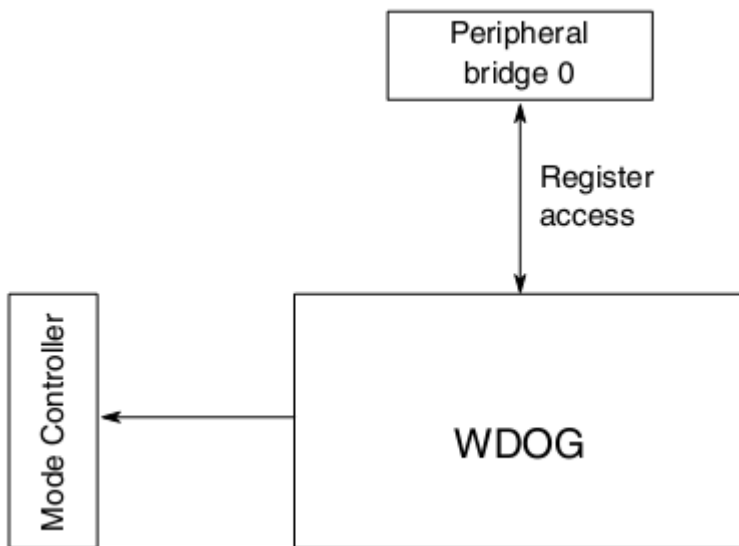 Peripheral
bridge 0
Register
access
Mode Controller
WDOG